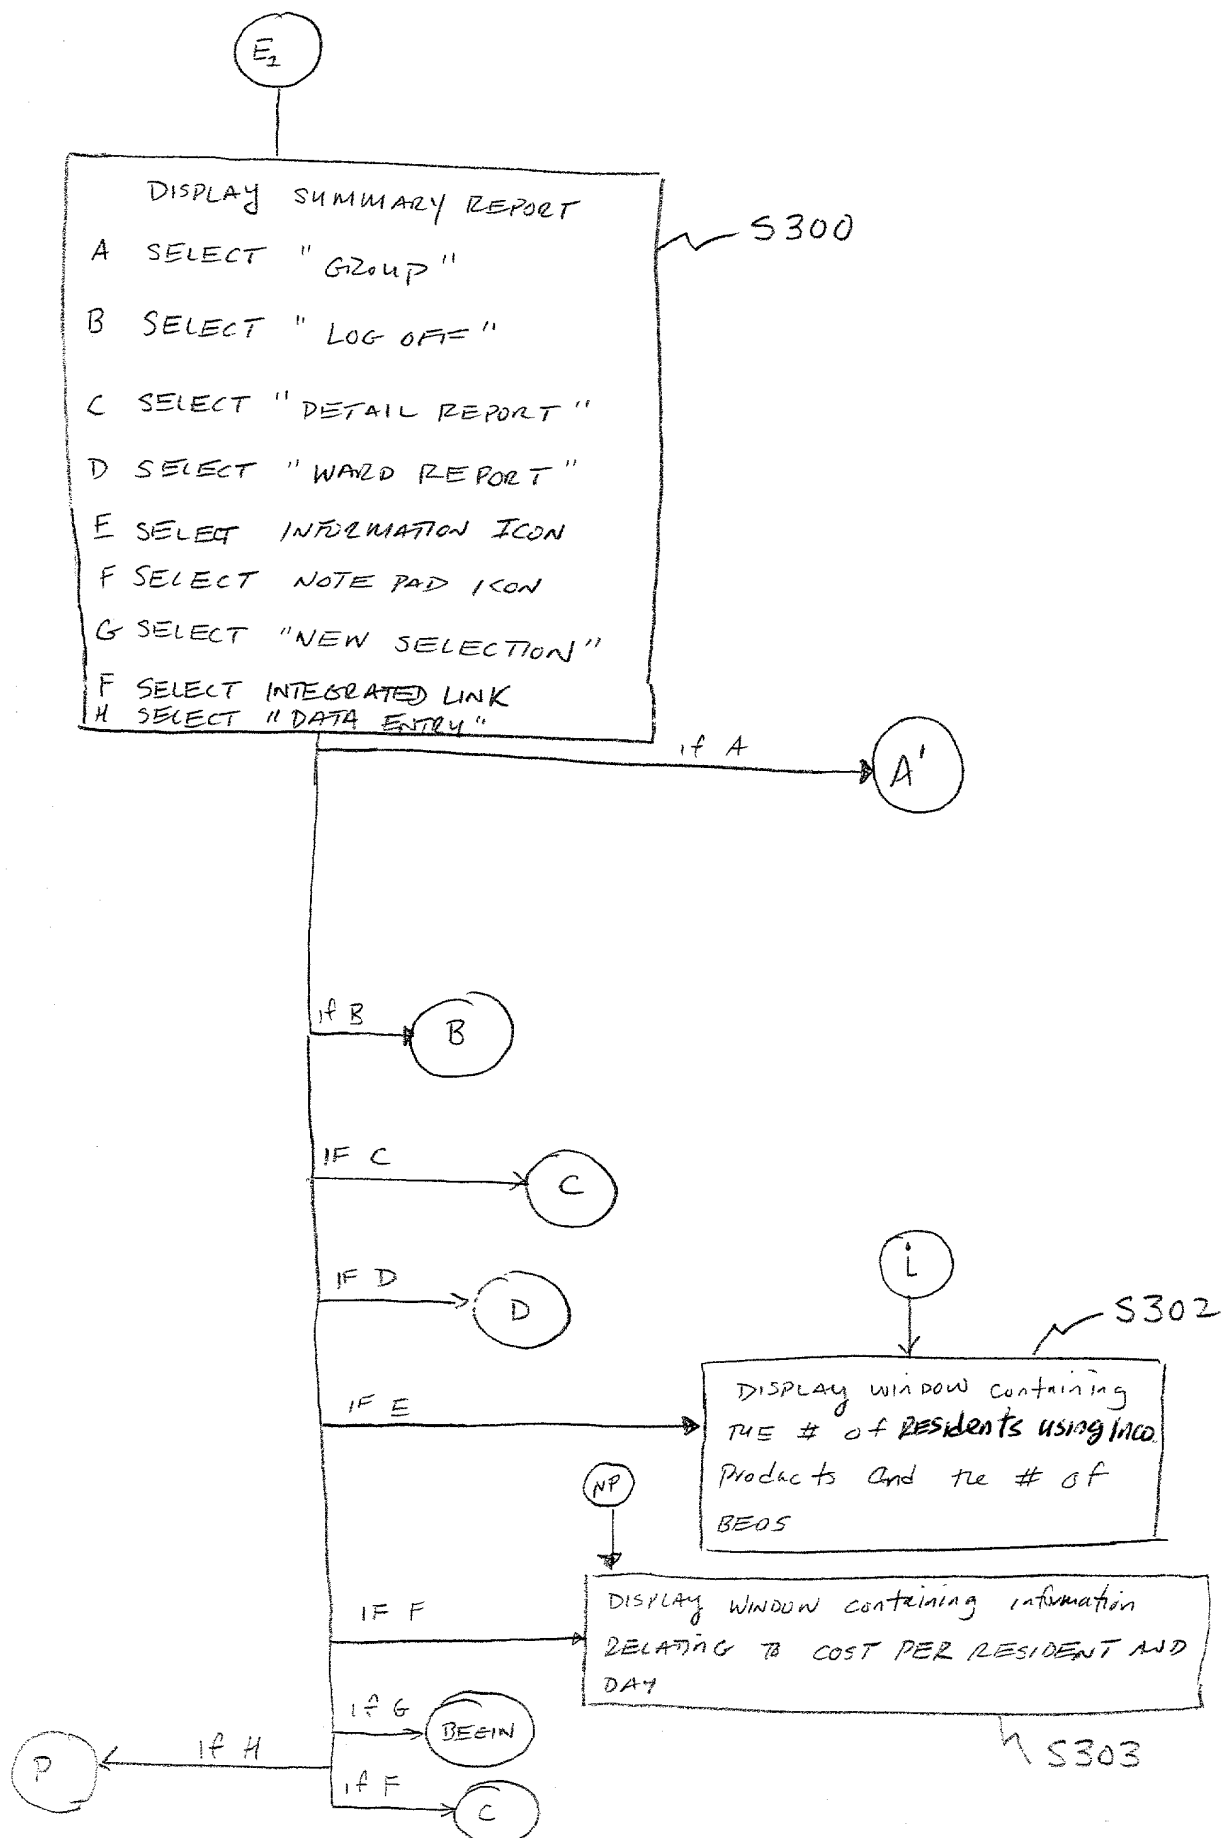 E2
DISPLAY SUMMARY REPORT
A SELECT "GROUP"
B SELECT "LOG OFF"
C SELECT "DETAIL REPORT"
D SELECT "WARD REPORT"
E SELECT INFORMATION ICON
F SELECT NOTE PAD ICON
G SELECT "NEW SELECTION"
F SELECT INTEGRATED LINK
H SELECT "DATA ENTRY"
S300
if A
A'
if B
B
IF C
C
IF D
D
i
S302
IF E
DISPLAY WINDOW containing
THE # of RESidents using Inco.
Products and the # of
BEOS
NP
IF F
DISPLAY WINDOW containing information
RELATING TO COST PER RESIDENT AND
DAY
S303
if G
BEGIN
if H
P
if F
C